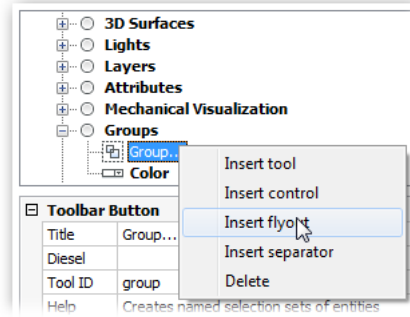 3D Surfaces
Lights
Layers
Attributes
Mechanical Visualization
Groups
Group...
Color
Insert tool
Insert control
Insert flyout
Insert separator
Delete
Toolbar Button
Title Group...
Diesel
Tool ID group
Help Creates named selection sets of entities